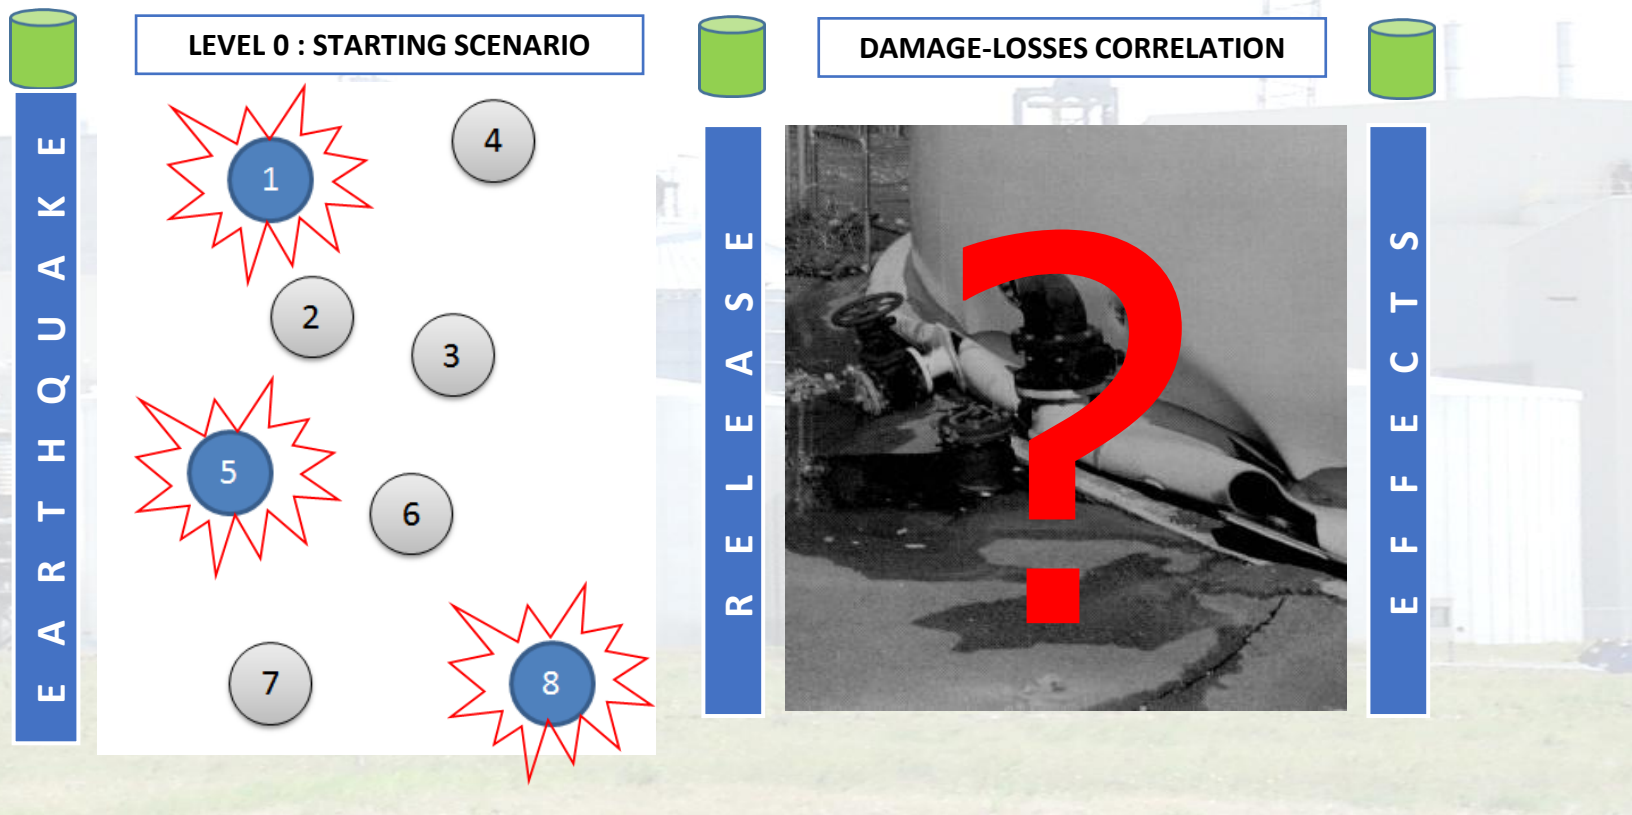 LEVEL 0 : STARTING SCENARIO
DAMAGE-LOSSES CORRELATION
EARTHQUAKE
1
4
2
3
5
6
7
8
RELEASE
?
EFFECTS